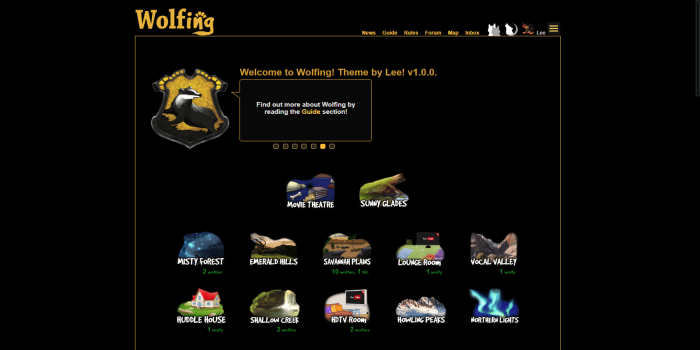 Wolfing
News Guide Rules Forum Map Inbox Lee
Welcome to Wolfing! Theme by Lee! v1.0.0.
Find out more about Wolfing by
reading the Guide section!
MOVIE THEATRE SUNNY GLADES
MISTY FOREST EMERALD HILLS SAVANNAH PLAINS LOUNGE ROOM VOCAL VALLEY
2 wolfies 10 wolfies, 1 WL 1 wolfy 1 wolfy
HUDDLE HOUSE SHALLOW CREEK HDTV ROOM HOWLING PEAKS NORTHERN LIGHTS
1 wolfy 2 wolfies 2 wolfies